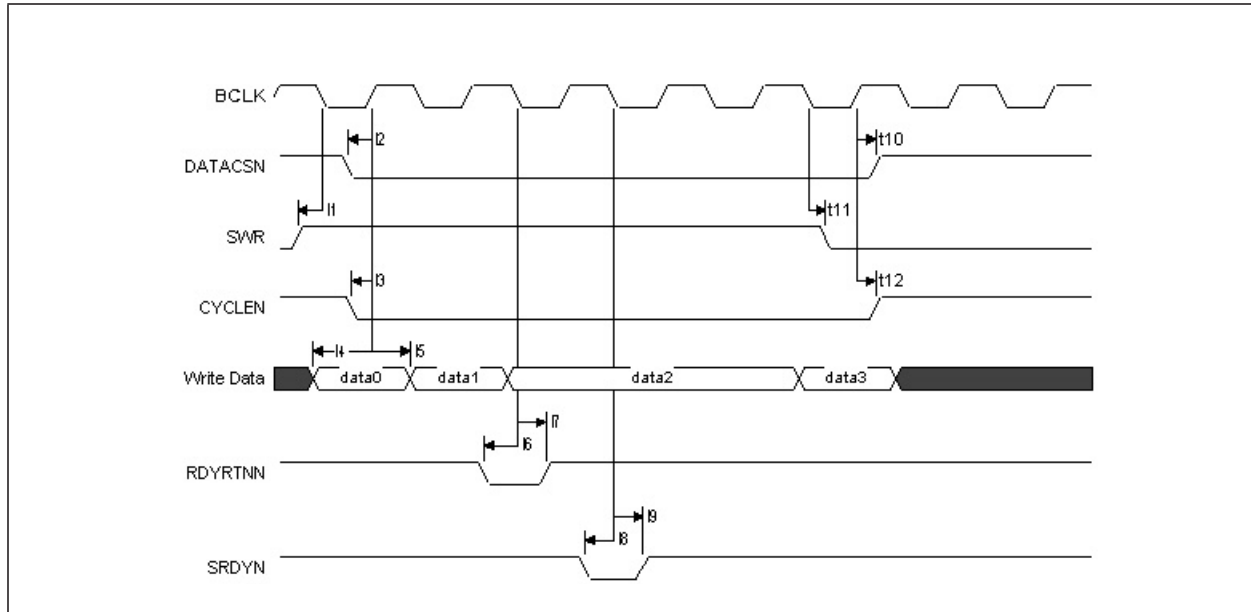 BCLK
t2
t10
DATACSN
t1
t11
SWR
t3
t12
CYCLEN
t4
t5
Write Data
data0
data1
data2
data3
t7
t6
RDYRTNN
t9
t8
SRDYN